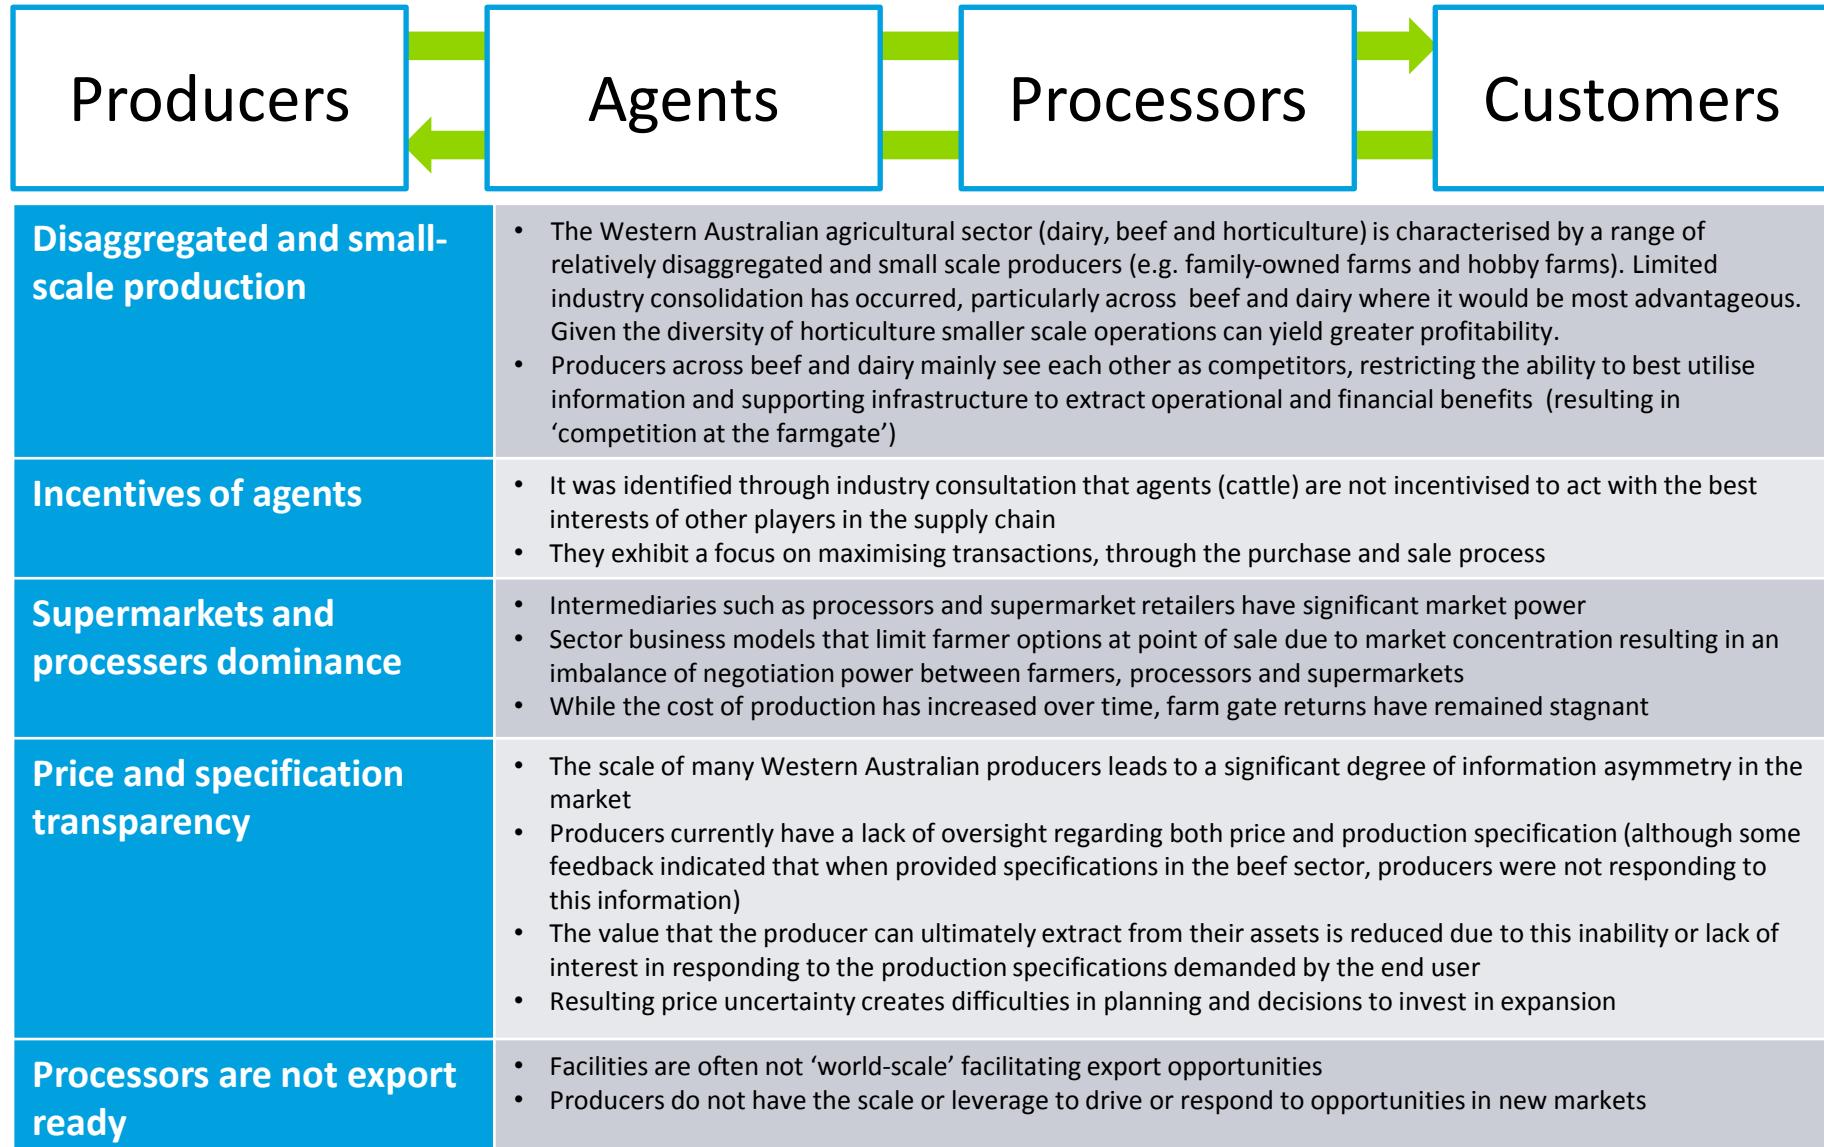 Producers
Agents
Processors
Customers
Disaggregated and small-
scale production
• The Western Australian agricultural sector (dairy, beef and horticulture) is characterised by a range of
relatively disaggregated and small scale producers (e.g. family-owned farms and hobby farms). Limited
industry consolidation has occurred, particularly across beef and dairy where it would be most advantageous.
Given the diversity of horticulture smaller scale operations can yield greater profitability.
• Producers across beef and dairy mainly see each other as competitors, restricting the ability to best utilise
information and supporting infrastructure to extract operational and financial benefits (resulting in
‘competition at the farmgate’)
Incentives of agents
• It was identified through industry consultation that agents (cattle) are not incentivised to act with the best
interests of other players in the supply chain
• They exhibit a focus on maximising transactions, through the purchase and sale process
Supermarkets and
processers dominance
• Intermediaries such as processors and supermarket retailers have significant market power
• Sector business models that limit farmer options at point of sale due to market concentration resulting in an
imbalance of negotiation power between farmers, processors and supermarkets
• While the cost of production has increased over time, farm gate returns have remained stagnant
Price and specification
transparency
• The scale of many Western Australian producers leads to a significant degree of information asymmetry in the
market
• Producers currently have a lack of oversight regarding both price and production specification (although some
feedback indicated that when provided specifications in the beef sector, producers were not responding to
this information)
• The value that the producer can ultimately extract from their assets is reduced due to this inability or lack of
interest in responding to the production specifications demanded by the end user
• Resulting price uncertainty creates difficulties in planning and decisions to invest in expansion
Processors are not export
ready
• Facilities are often not ‘world-scale’ facilitating export opportunities
• Producers do not have the scale or leverage to drive or respond to opportunities in new markets